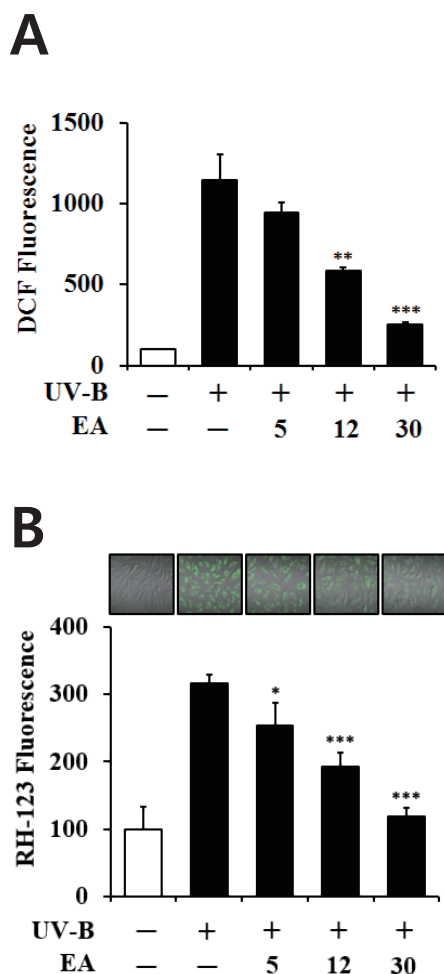 A
DCF Fluorescence
1500
1000
500
0
**
***
UV-B — + + + +
EA — — 5 12 30
B
RH-123 Fluorescence
400
300
200
100
0
*
***
***
UV-B — + + + +
EA — — 5 12 30